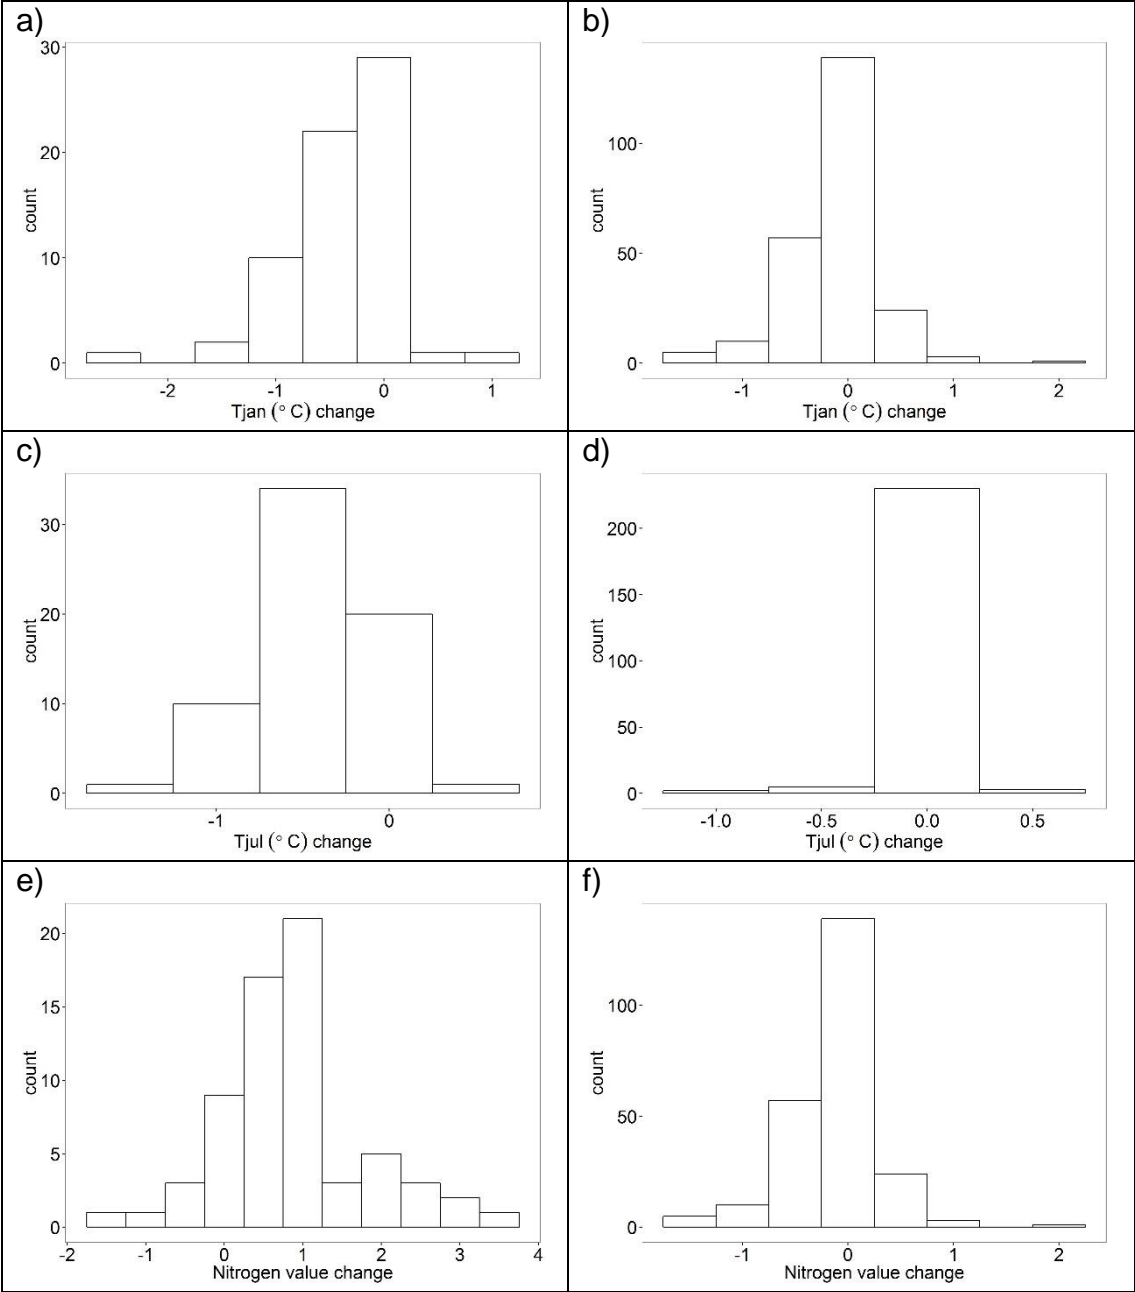 a)
30
20
10
0
count
-2 -1 0 1
Tjan (° C) change
b)
100
50
0
count
-1 0 1 2
Tjan (° C) change
c)
30
20
10
0
count
-1 0
Tjul (° C) change
d)
200
150
100
50
0
count
-1.0 -0.5 0.0 0.5
Tjul (° C) change
e)
20
15
10
5
0
count
-2 -1 0 1 2 3 4
Nitrogen value change
f)
100
50
0
count
-1 0 1 2
Nitrogen value change